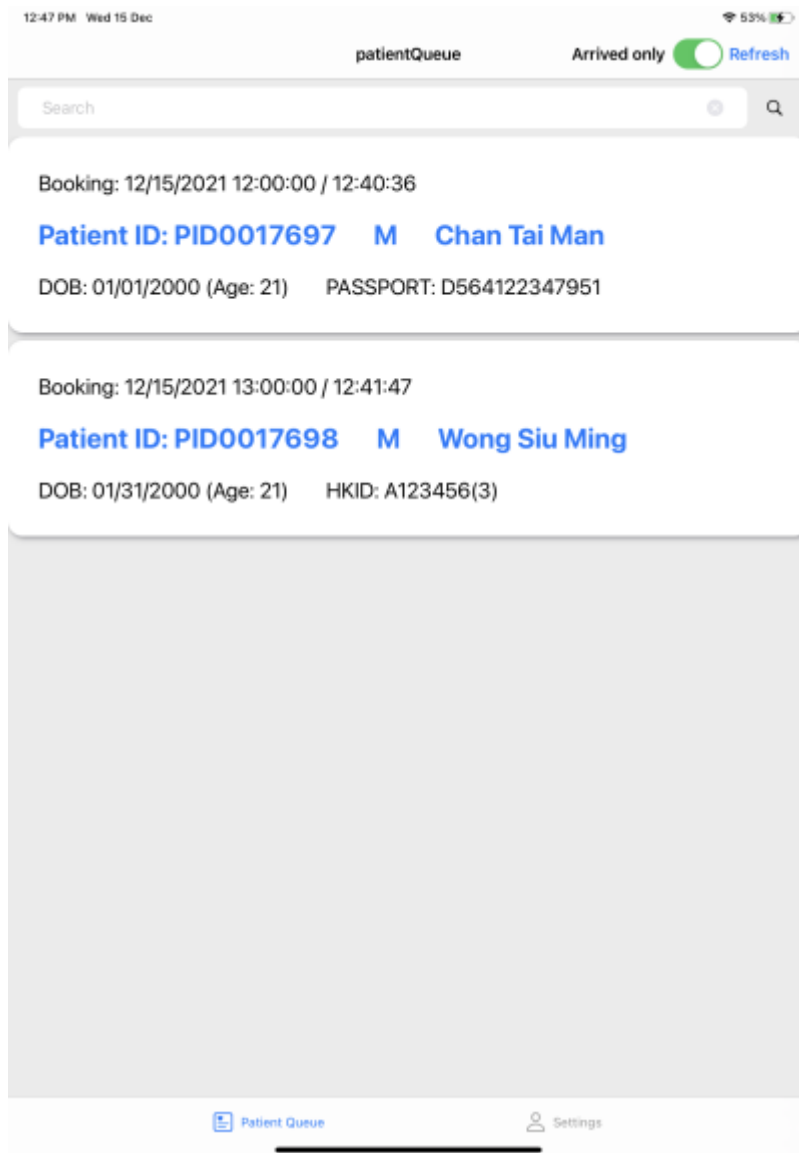 12:47 PM Wed 15 Dec 53%
patientQueue Arrived only Refresh
Search
Booking: 12/15/2021 12:00:00 / 12:40:36
Patient ID: PID0017697 M Chan Tai Man
DOB: 01/01/2000 (Age: 21) PASSPORT: D564122347951
Booking: 12/15/2021 13:00:00 / 12:41:47
Patient ID: PID0017698 M Wong Siu Ming
DOB: 01/31/2000 (Age: 21) HKID: A123456(3)
Patient Queue Settings